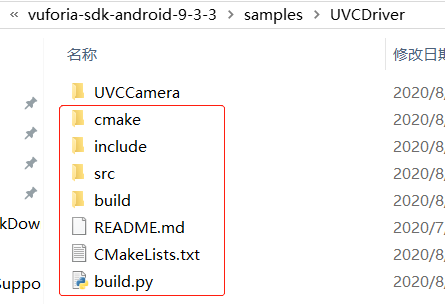 « vuforia-sdk-android-9-3-3 > samples > UVCDriver
名称 修改日期
UVCCamera 2020/8/
cmake 2020/8/
include 2020/8/
src 2020/8/
build 2020/8/
kDow README.md 2020/7/
CMakeLists.txt 2020/8/
Suppo build.py 2020/8/